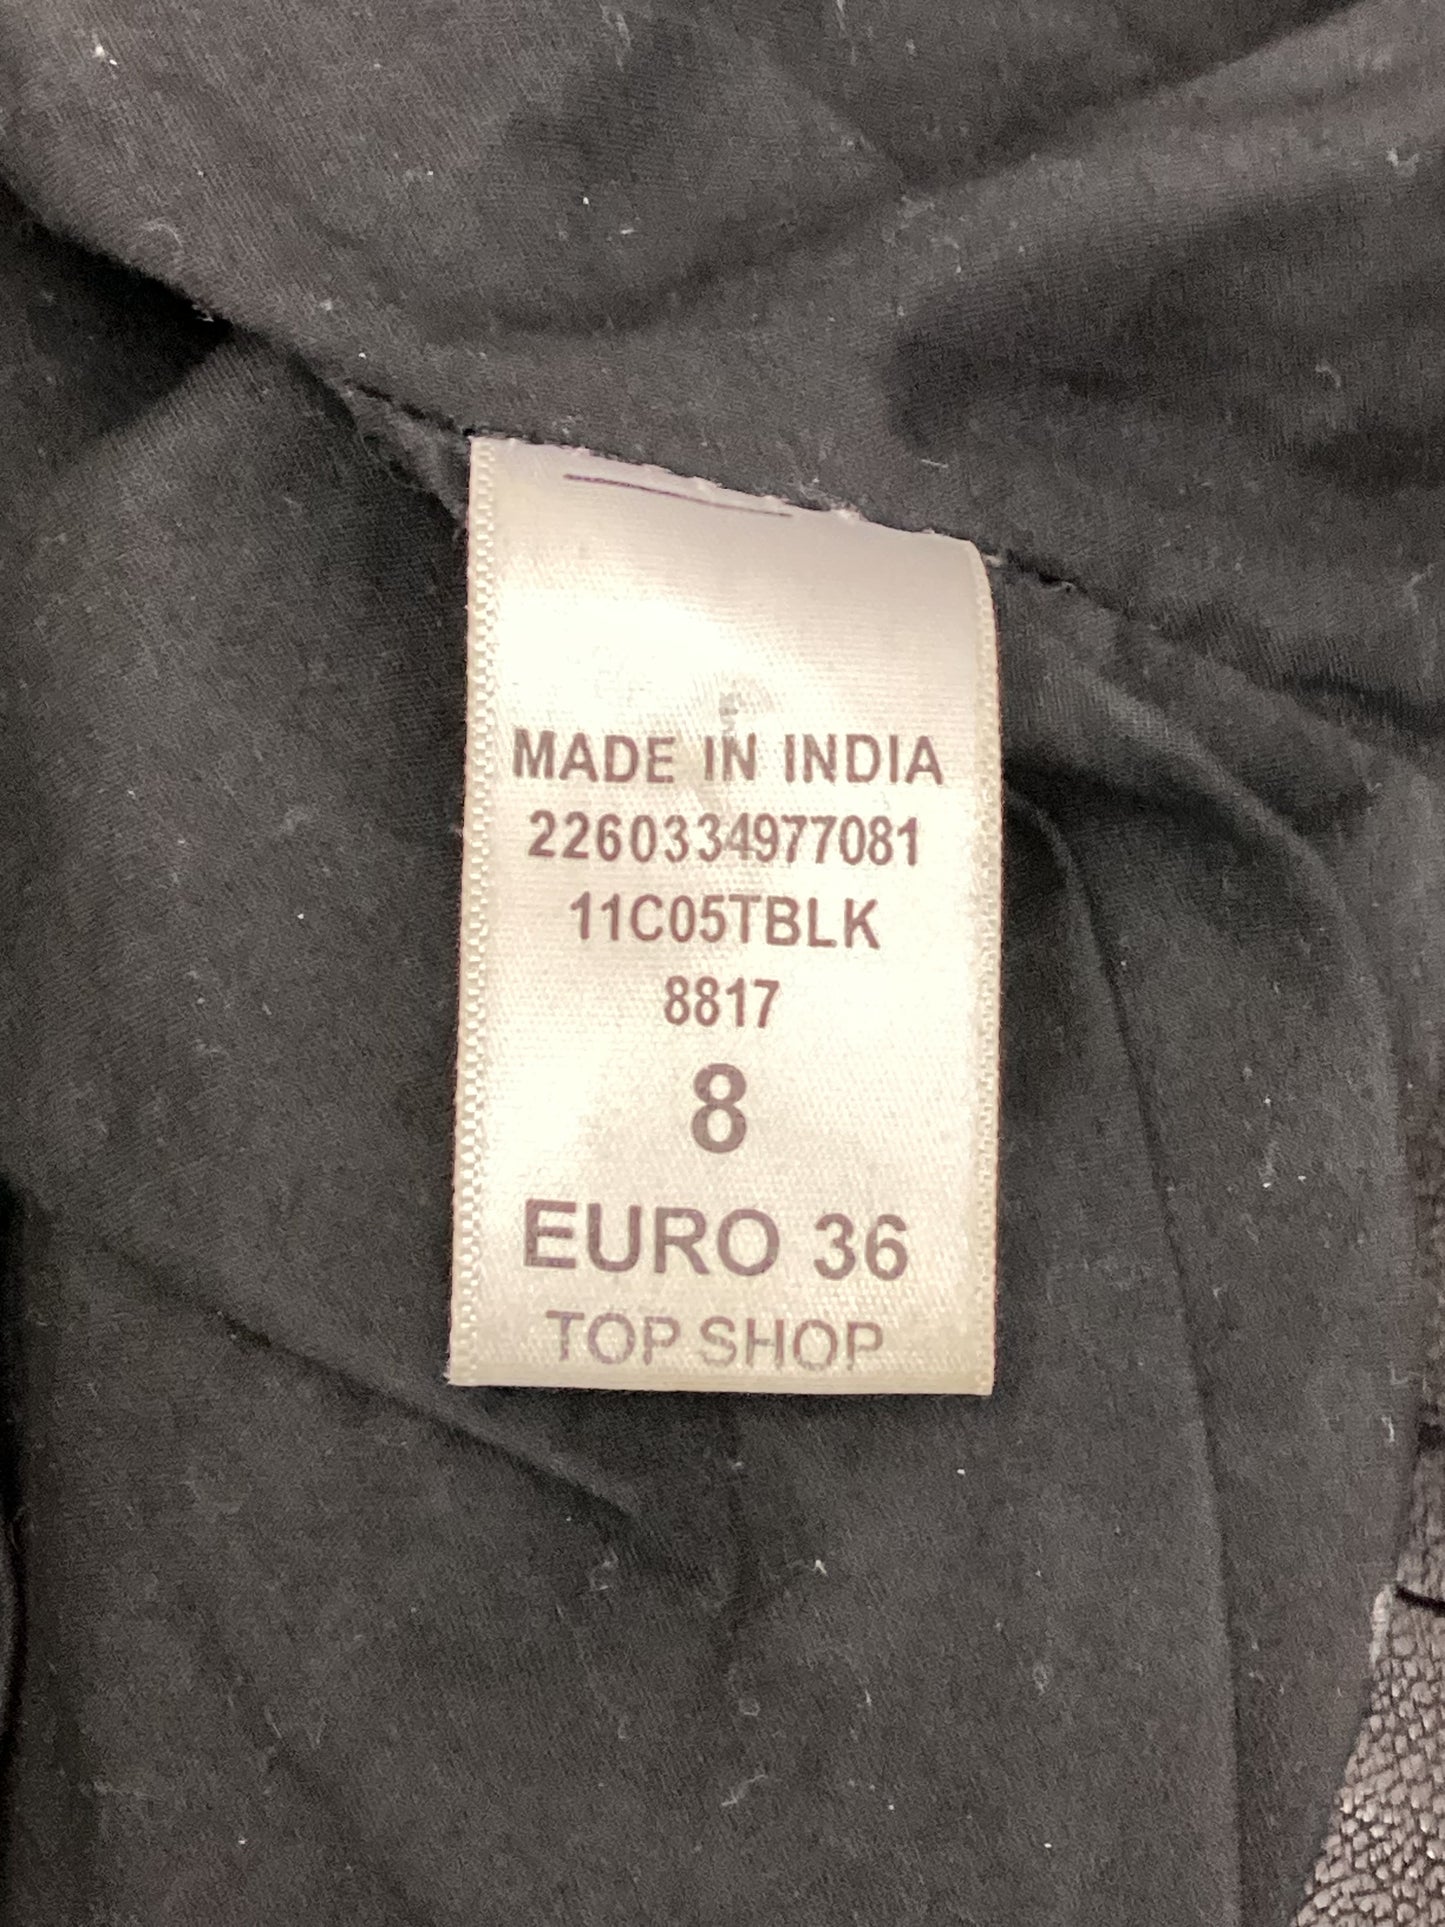 MADE IN INDIA
2260334977081
11C05TBLK
8817
8
EURO 36
TOP SHOP